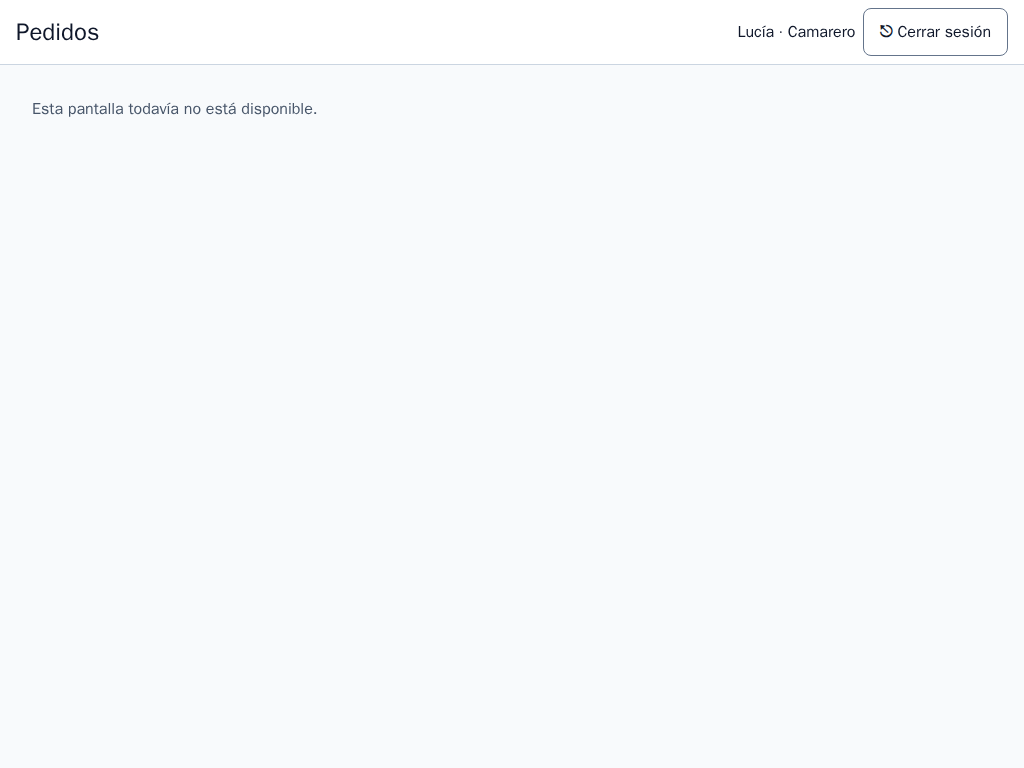 Pedidos
Lucía · Camarero
Cerrar sesión
Esta pantalla todavía no está disponible.